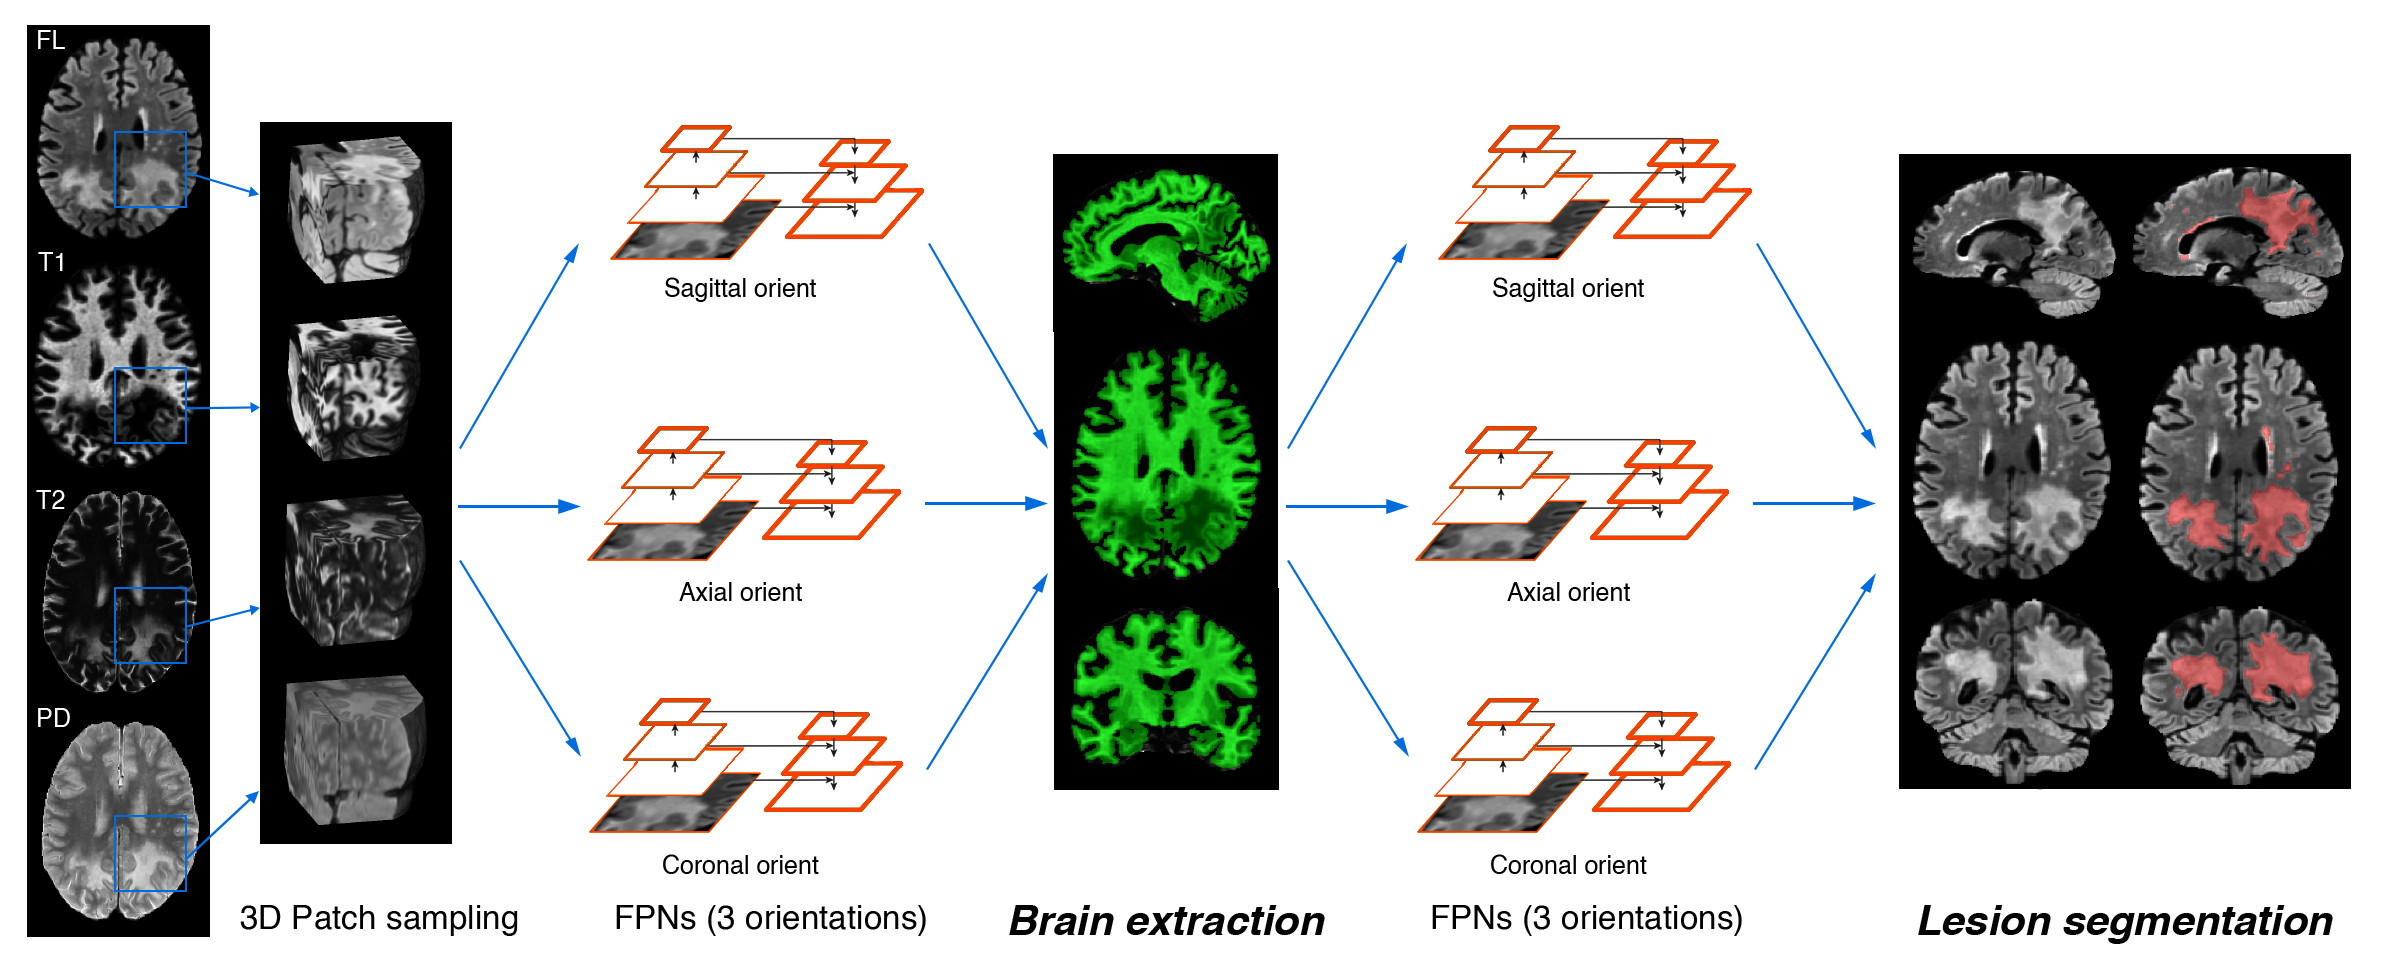 FL
T1
T2
PD
3D Patch sampling
Sagittal orient
Axial orient
Coronal orient
FPNs (3 orientations)
Brain extraction
Sagittal orient
Axial orient
Coronal orient
FPNs (3 orientations)
Lesion segmentation